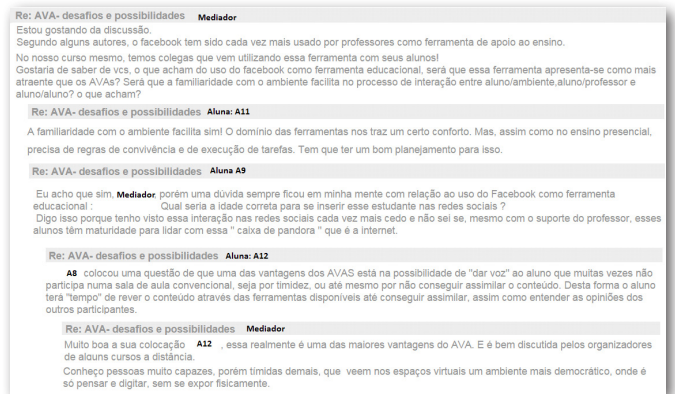 Re: AVA- desafios e possibilidades Mediador
Estou gostando da discussão.
Segundo alguns autores, o facebook tem sido cada vez mais usado por professores como ferramenta de apoio ao ensino.
No nosso curso mesmo, temos colegas que vem utilizando essa ferramenta com seus alunos!
Gostaria de saber de vcs, o que acham do uso do facebook como ferramenta educacional, será que essa ferramenta apresenta-se como mais
atraente que os AVAs? Será que a familiaridade com o ambiente facilita no processo de interação entre aluno/ambiente,aluno/professor e
aluno/aluno? o que acham?
Re: AVA- desafios e possibilidades Aluna: A11
A familiaridade com o ambiente facilita sim! O domínio das ferramentas nos traz um certo conforto. Mas, assim como no ensino presencial,
precisa de regras de convivência e de execução de tarefas. Tem que ter um bom planejamento para isso.
Re: AVA- desafios e possibilidades Aluna A9
Eu acho que sim, Mediador, porém uma dúvida sempre ficou em minha mente com relação ao uso do Facebook como ferramenta
educacional : Qual seria a idade correta para se inserir esse estudante nas redes sociais ?
Digo isso porque tenho visto essa interação nas redes sociais cada vez mais cedo e não sei se, mesmo com o suporte do professor, esses
alunos têm maturidade para lidar com essa " caixa de pandora " que é a internet.
Re: AVA- desafios e possibilidades Aluna: A12
A8 colocou uma questão de que uma das vantagens dos AVAS está na possibilidade de "dar voz" ao aluno que muitas vezes não
participa numa sala de aula convencional, seja por timidez, ou até mesmo por não conseguir assimilar o conteúdo. Desta forma o aluno
terá "tempo" de rever o conteúdo através das ferramentas disponíveis até conseguir assimilar, assim como entender as opiniões dos
outros participantes.
Re: AVA- desafios e possibilidades Mediador
Muito boa a sua colocação A12 , essa realmente é uma das maiores vantagens do AVA. E é bem discutida pelos organizadores
de alguns cursos a distância.
Conheço pessoas muito capazes, porém tímidas demais, que veem nos espaços virtuais um ambiente mais democrático, onde é
só pensar e digitar, sem se expor fisicamente.